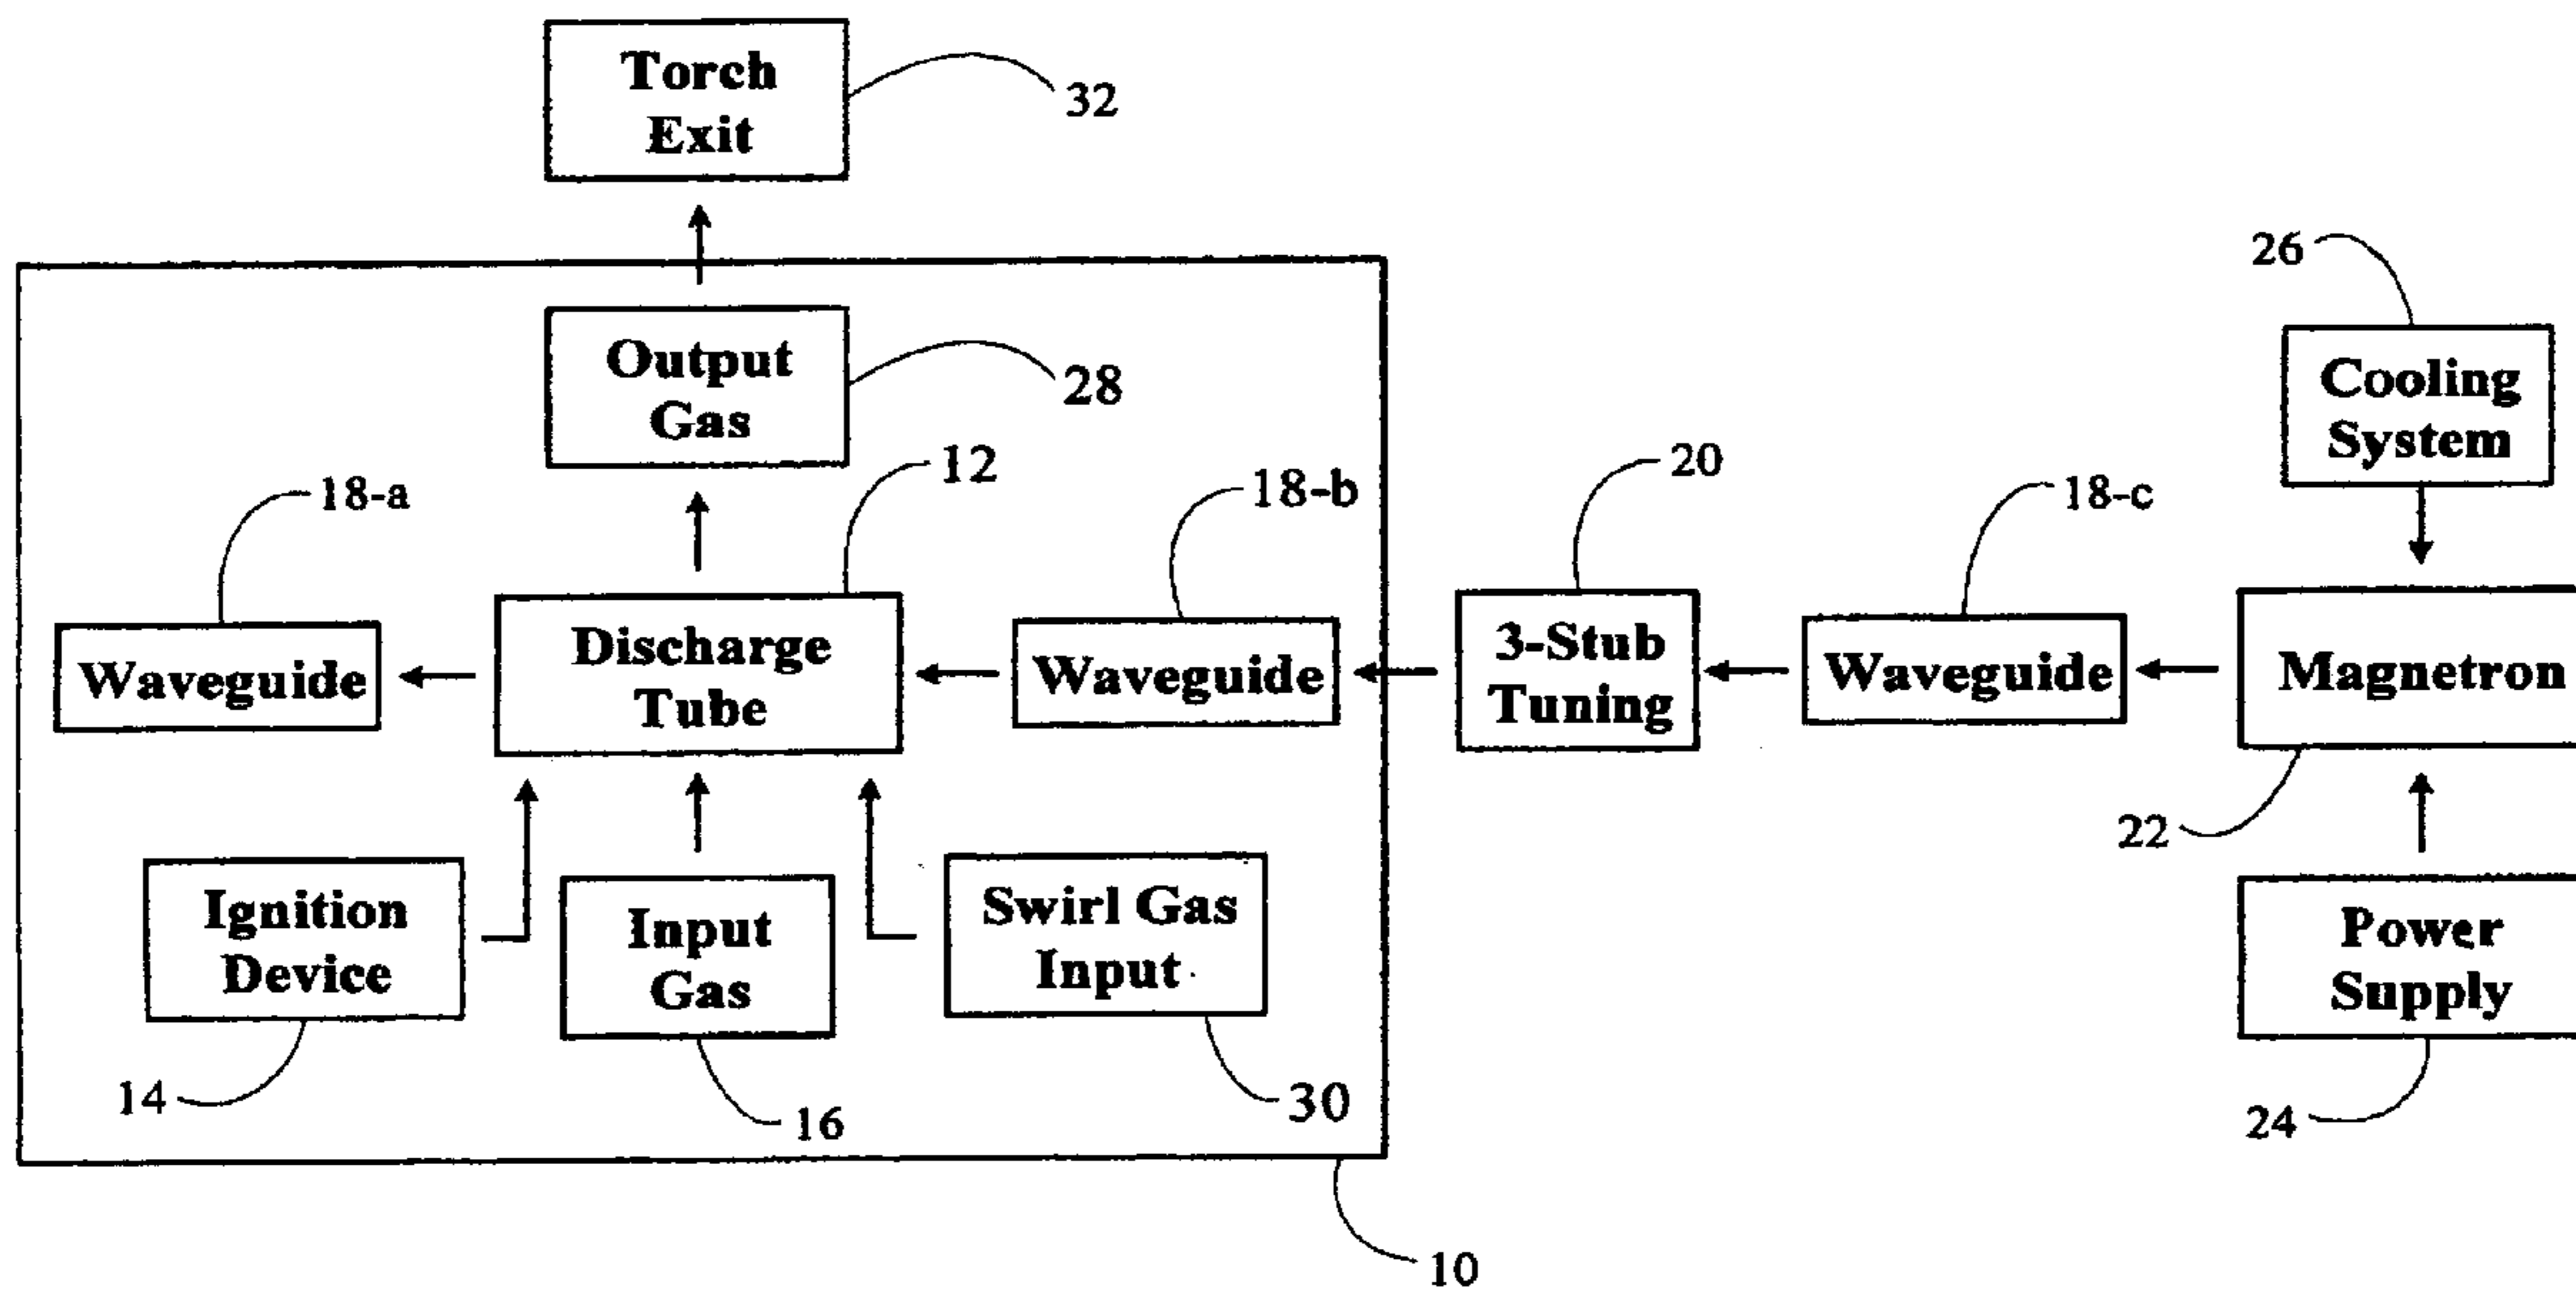 Torch
Exit
32
26
Output
Gas
28
Cooling
System
12
18-a
18-b
20
18-c
Waveguide
Discharge
Tube
Waveguide
3-Stub
Tuning
Waveguide
Magnetron
22
Ignition
Device
Input
Gas
Swirl Gas
Input
Power
Supply
14
16
30
24
10